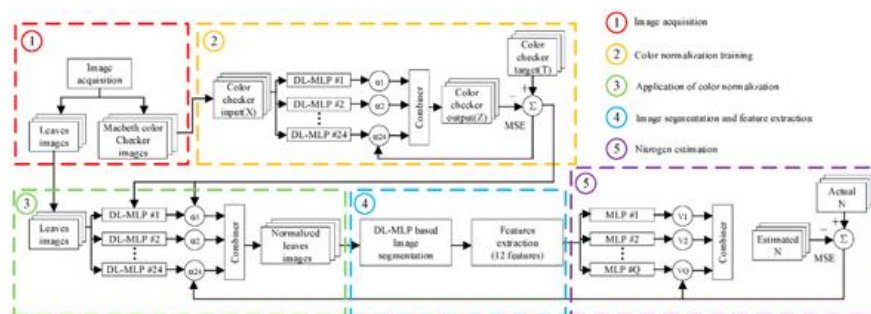 1
Image
acquisition
Leaves
images
Macbeth color
Checker
images
2
Color
checker
input(X)
DL-MLP #1
DL-MLP #2
DL-MLP #24
α1
α2
α24
Combiner
Color
checker
output(Z)
Color
checker
target(T)
−
+
Σ
MSE
1 Image acquisition
2 Color normalization training
3 Application of color normalization
4 Image segmentation and feature extraction
5 Nitrogen estimation
3
Leaves
images
DL-MLP #1
DL-MLP #2
DL-MLP #24
α2
α24
Combiner
Normalized
leaves
images
4
DL-MLP based
Image
segmentation
Features
extraction
(12 features)
5
MLP #1
MLP #2
MLP #Q
V1
V2
VQ
Combiner
Estimated
N
Actual
N
−
+
Σ
MSE